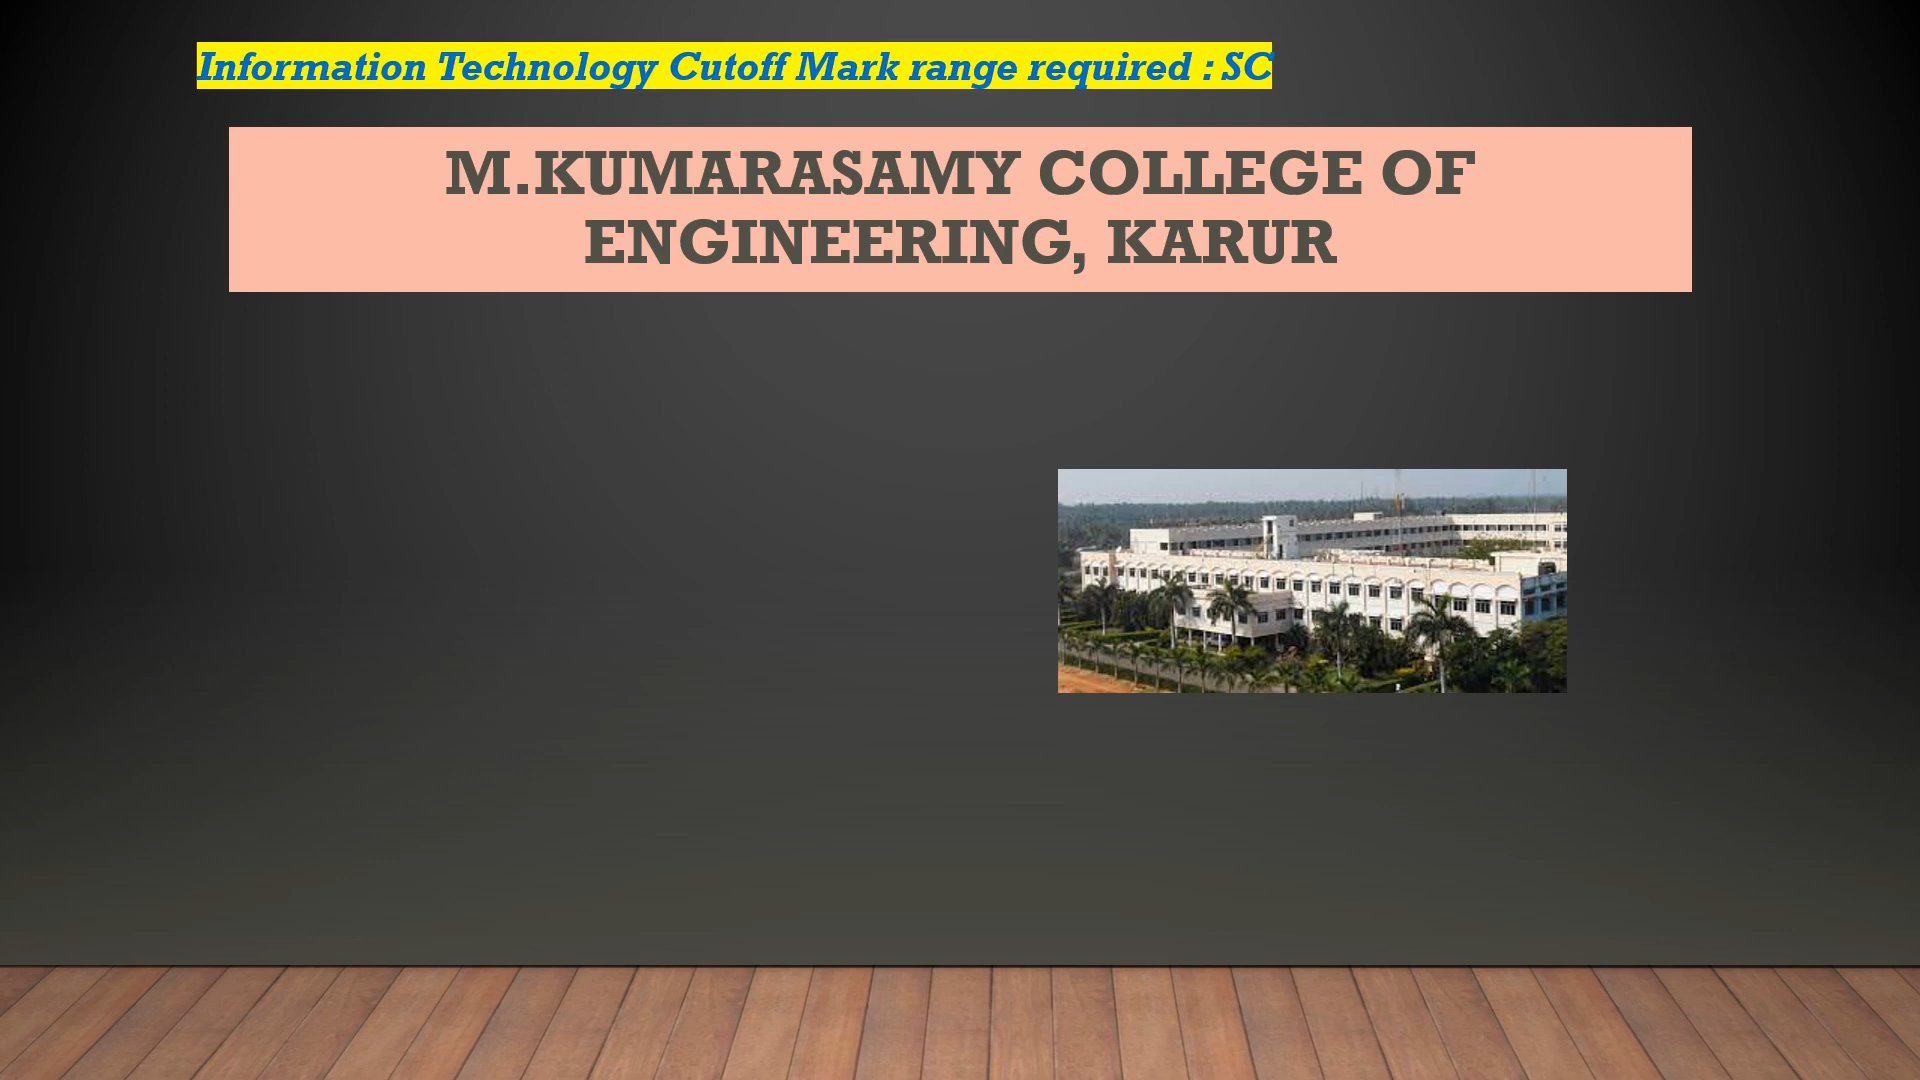 Information Technology Cutoff Mark range required : SC
M.KUMARASAMY COLLEGE OF
ENGINEERING, KARUR